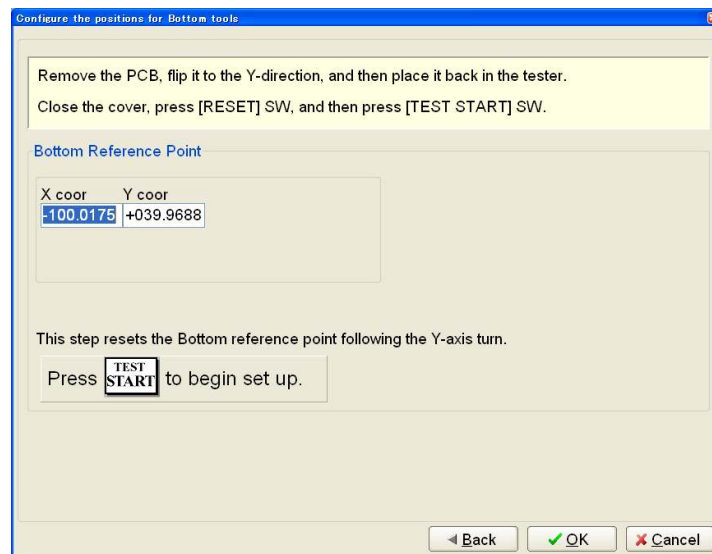 Configure the positions for Bottom tools
Remove the PCB, flip it to the Y-direction, and then place it back in the tester.
Close the cover, press [RESET] SW, and then press [TEST START] SW.
Bottom Reference Point
X coor Y coor
-100.0175 +039.9688
This step resets the Bottom reference point following the Y-axis turn.
Press TEST START to begin set up.
Back OK Cancel